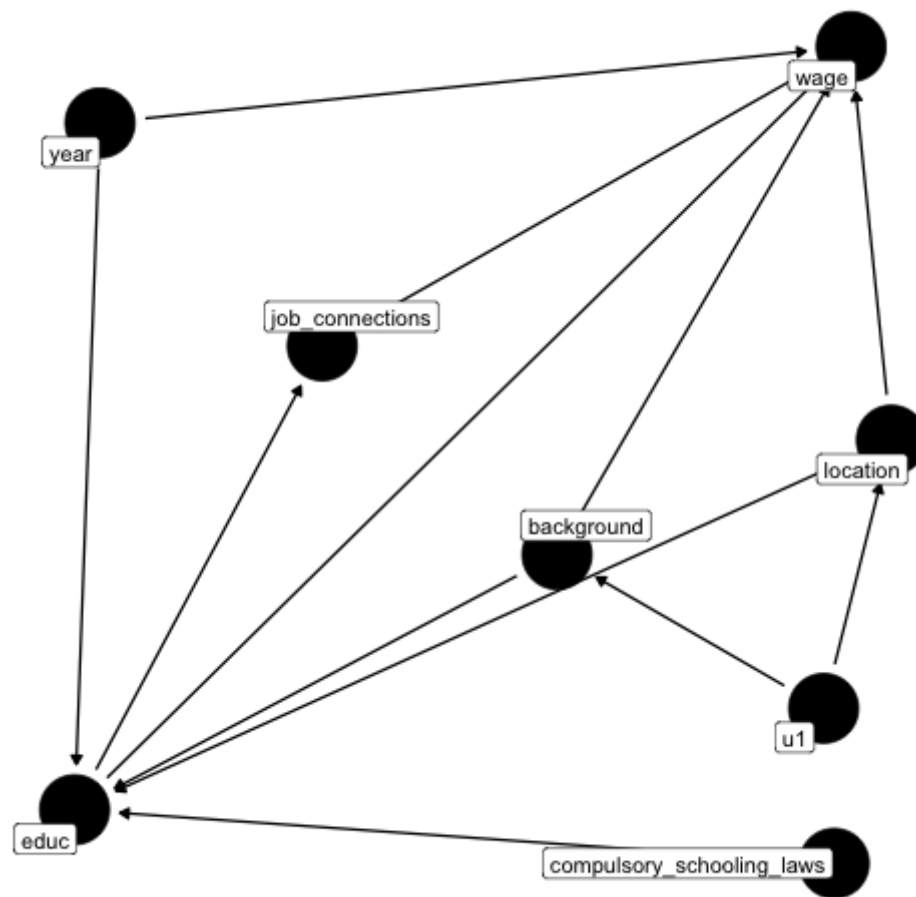 wage
year
job_connections
location
background
u1
educ
compulsory_schooling_laws